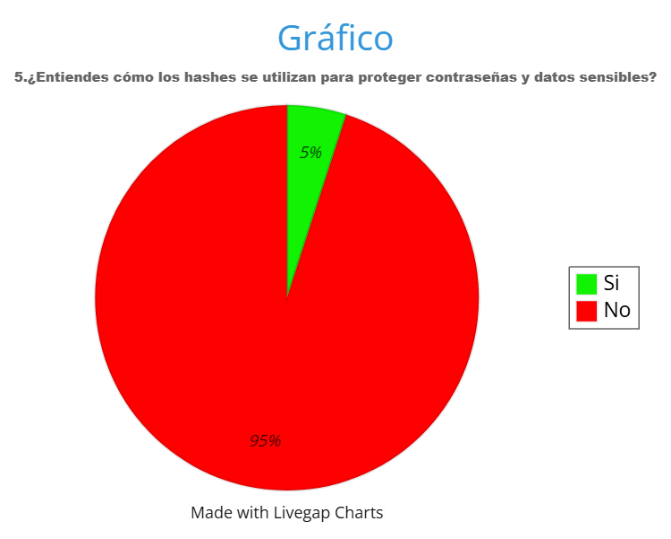 Gráfico
5.¿Entiendes cómo los hashes se utilizan para proteger contraseñas y datos sensibles?
5%
Si
No
95%
Made with Livegap Charts